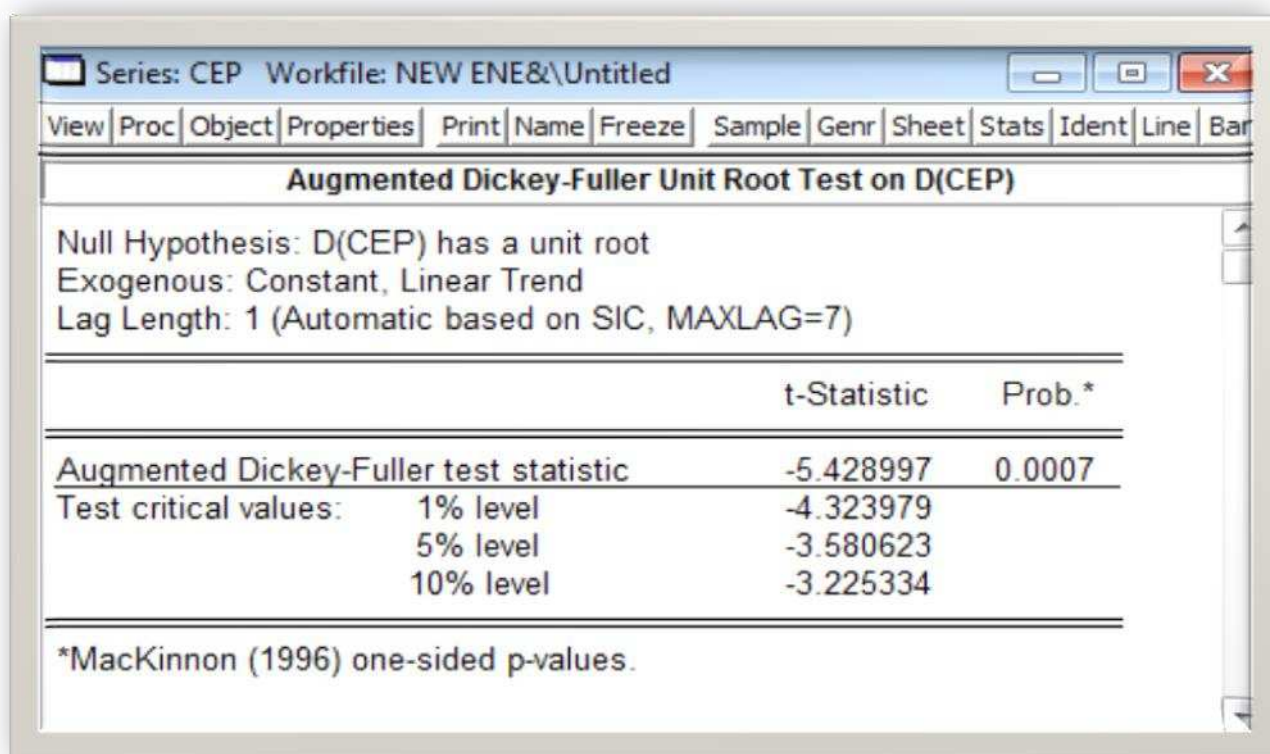 Series: CEP Workfile: NEW ENE&\Untitled
View Proc Object Properties Print Name Freeze Sample Genr Sheet Stats Ident Line Bar
Augmented Dickey-Fuller Unit Root Test on D(CEP)
Null Hypothesis: D(CEP) has a unit root
Exogenous: Constant, Linear Trend
Lag Length: 1 (Automatic based on SIC, MAXLAG=7)
t-Statistic Prob.*
Augmented Dickey-Fuller test statistic -5.428997 0.0007
Test critical values: 1% level -4.323979
5% level -3.580623
10% level -3.225334
*MacKinnon (1996) one-sided p-values.